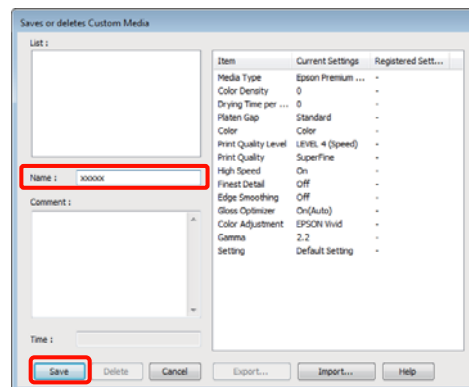 Saves or deletes Custom Media
List :
Item Current Settings Registered Sett...
Media Type Epson Premium ... -
Color Density 0 -
Drying Time per ... 0 -
Platen Gap Standard -
Color Color -
Print Quality Level LEVEL 4 (Speed) -
Print Quality SuperFine -
High Speed On -
Finest Detail Off -
Edge Smoothing Off -
Gloss Optimizer On(Auto) -
Color Adjustment EPSON Vivid -
Gamma 2.2 -
Setting Default Setting -
Name : xxxxx
Comment :
Time :
Save Delete Cancel Export... Import... Help